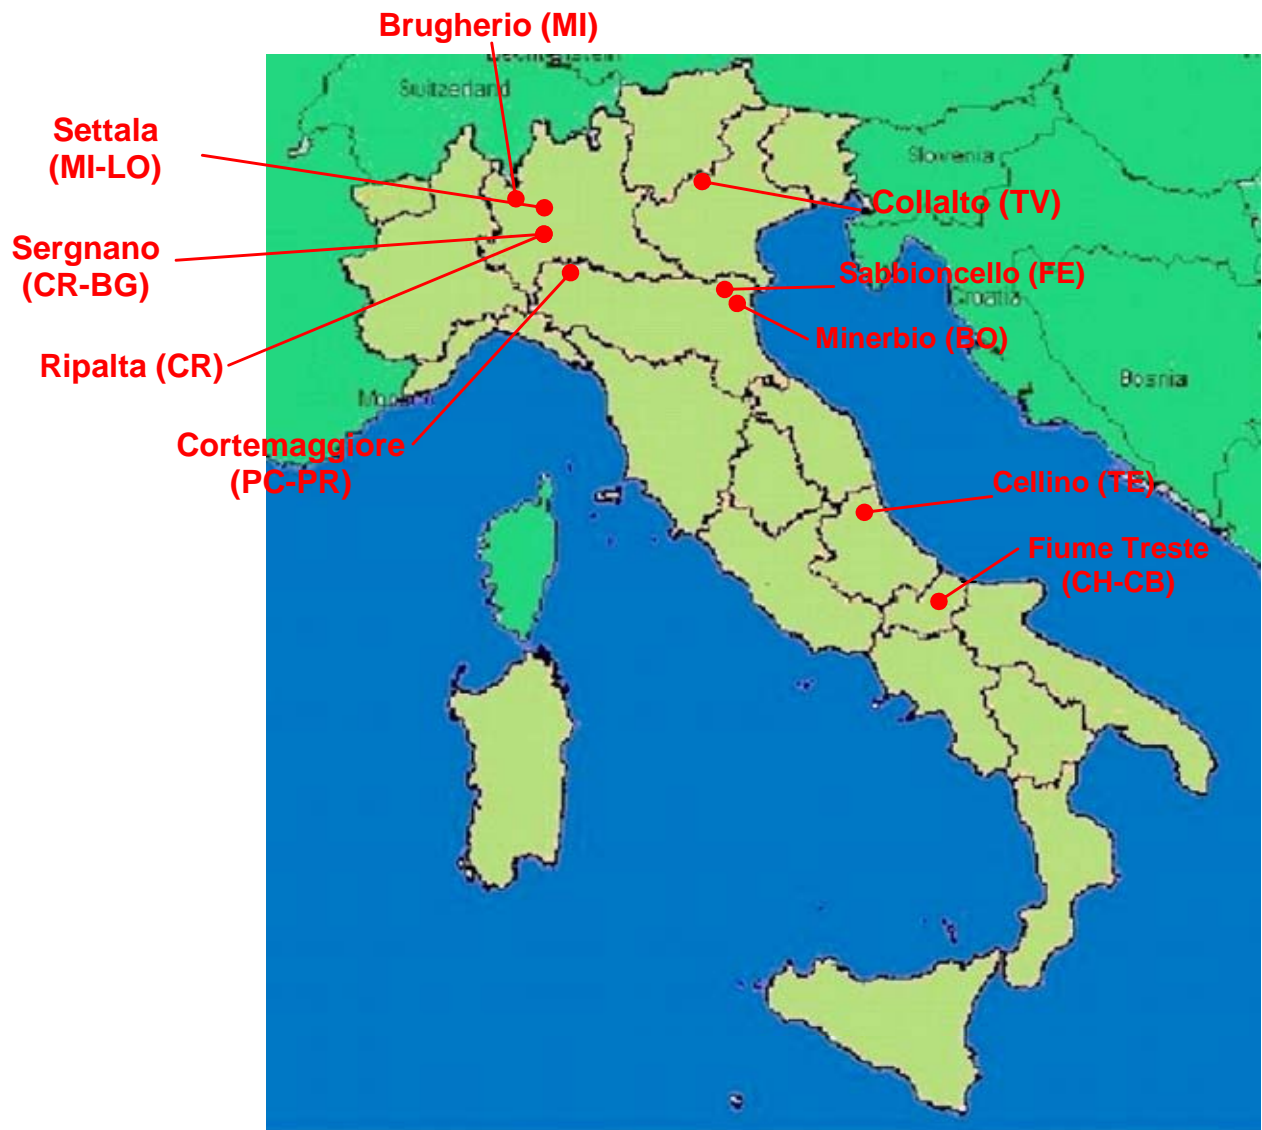 Brugherio (MI)
Switzerland
Settala
(MI-LO)
Slovenia
Collalto (TV)
Sergnano
(CR-BG)
Sabbioncello (FE)
Croatia
Minerbio (BO)
Ripalta (CR)
Bosnia
Cortemaggiore
(PC-PR)
Cellino (TE)
Fiume Treste
(CH-CB)